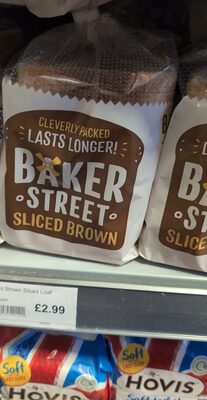 CLEVERLY PACKED
LASTS LONGER!
BAKER
STREET
SLICED BROWN
Brown Sliced Loaf
£2.99
Soft
HOVIS
Soft
HOVIS